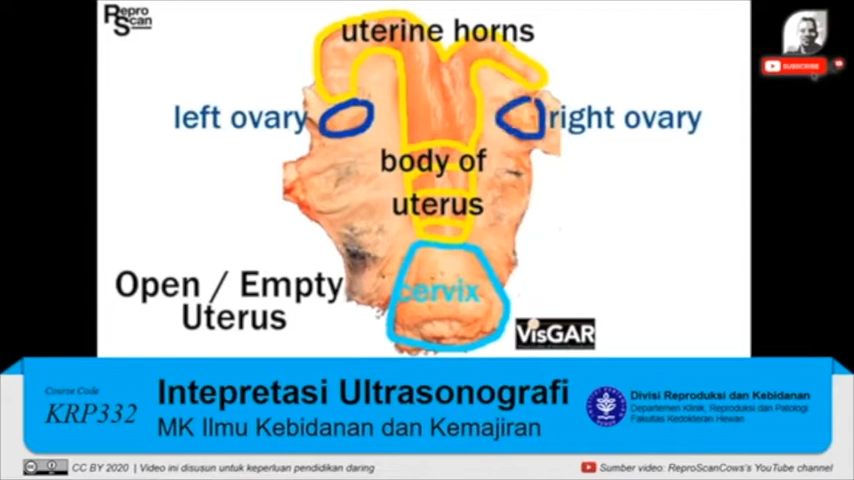 Repro
Scan
uterine horns
SUBSCRIBE
left ovary
right ovary
body of
uterus
cervix
Open / Empty
Uterus
VisGAR
Course Code
KRP332
Intepretasi Ultrasonografi
MK Ilmu Kebidanan dan Kemajiran
Divisi Reproduksi dan Kebidanan
Departemen Klinik, Reproduksi dan Patologi
Fakultas Kedokteran Hewan
CC BY 2020 | Video ini disusun untuk keperluan pendidikan daring
Sumber video: ReproScanCows's YouTube channel